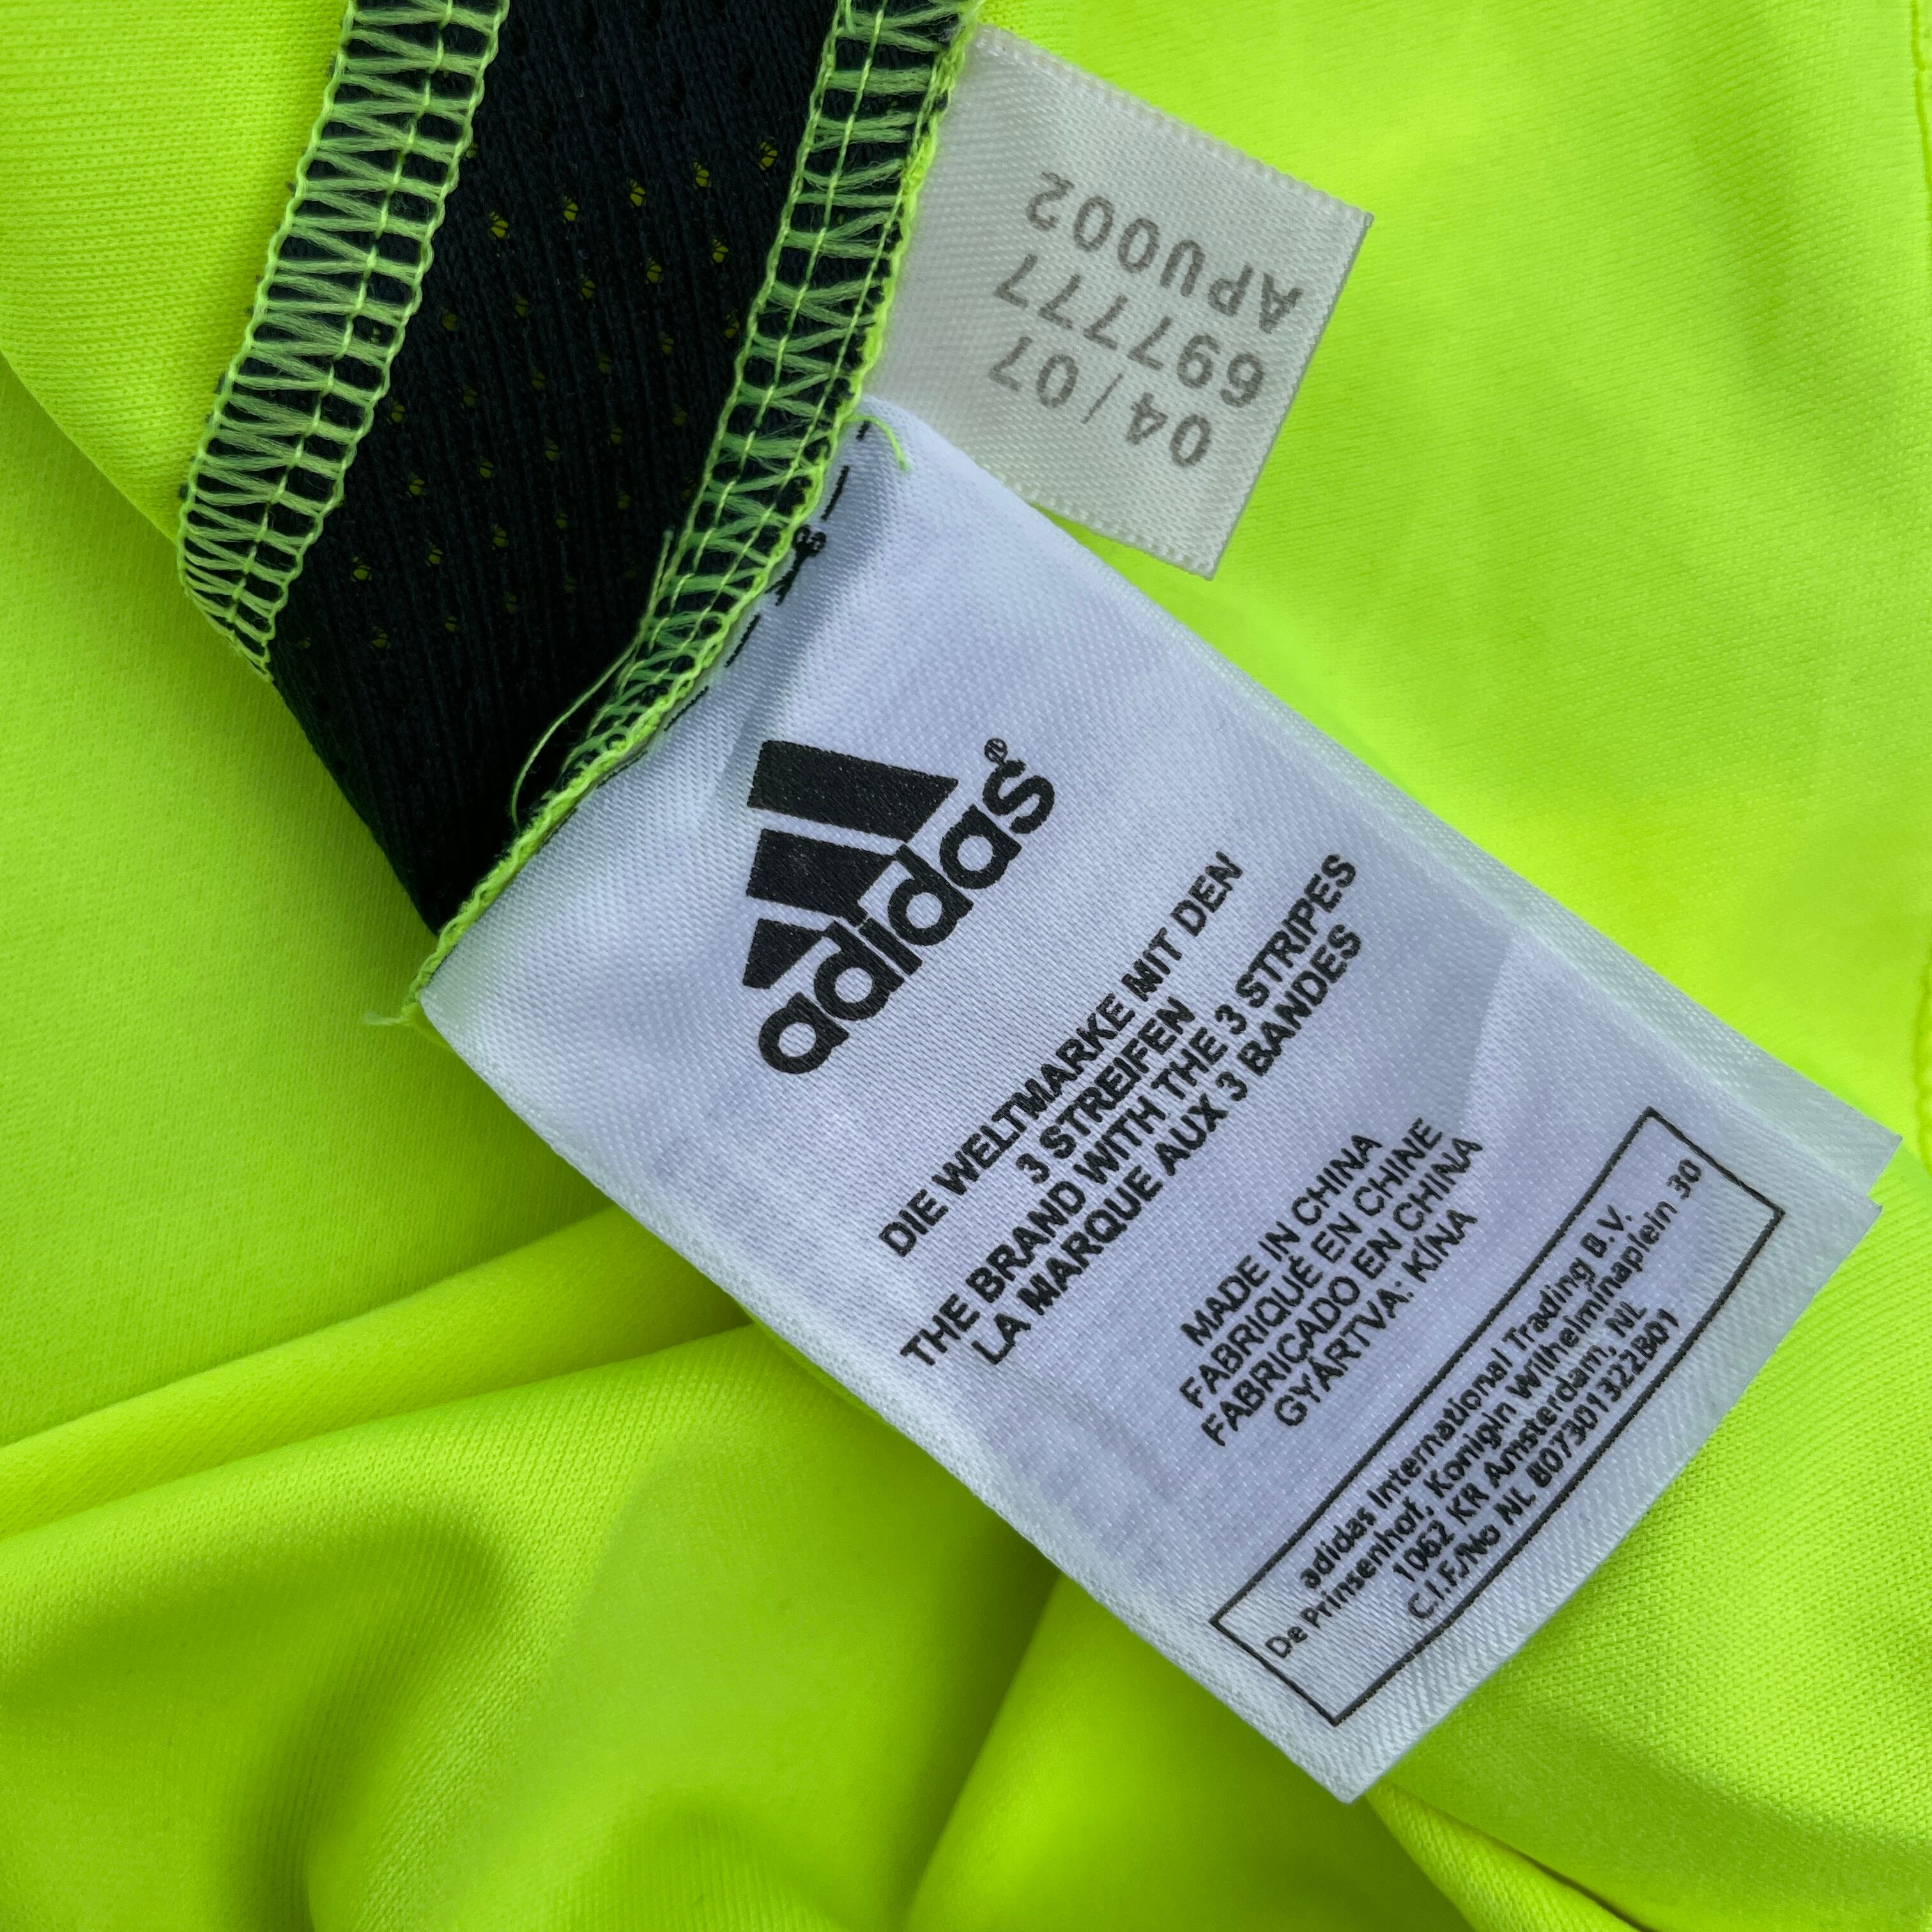 APU002
697777
04/07
adidas®
DIE WELTMARKE MIT DEN
3 STREIFEN
THE BRAND WITH THE 3 STRIPES
LA MARQUE AUX 3 BANDES
MADE IN CHINA
FABRIQUÉ EN CHINE
FABRICADO EN CHINA
GYÁRTVA: KÍNA
adidas International Trading B.V.
De Prinsenhof, Konigin Wilhelminaplein 30
1062 KR Amsterdam, NL
C.I.F./No NL 807301322B01